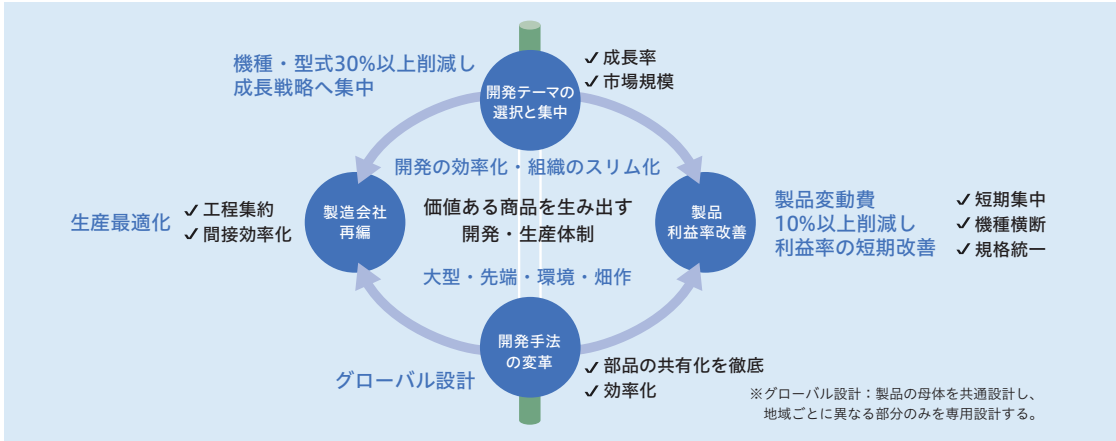 機種・型式30%以上削減し
成長戦略へ集中
開発テーマの
選択と集中
✓ 成長率
✓ 市場規模
開発の効率化・組織のスリム化
生産最適化
✓ 工程集約
✓ 間接効率化
製造会社
再編
価値ある商品を生み出す
開発・生産体制
製品
利益率改善
製品変動費
10%以上削減し
利益率の短期改善
✓ 短期集中
✓ 機種横断
✓ 規格統一
大型・先端・環境・畑作
開発手法
の変革
グローバル設計
✓ 部品の共有化を徹底
✓ 効率化
※グローバル設計：製品の母体を共通設計し、
地域ごとに異なる部分のみを専用設計する。